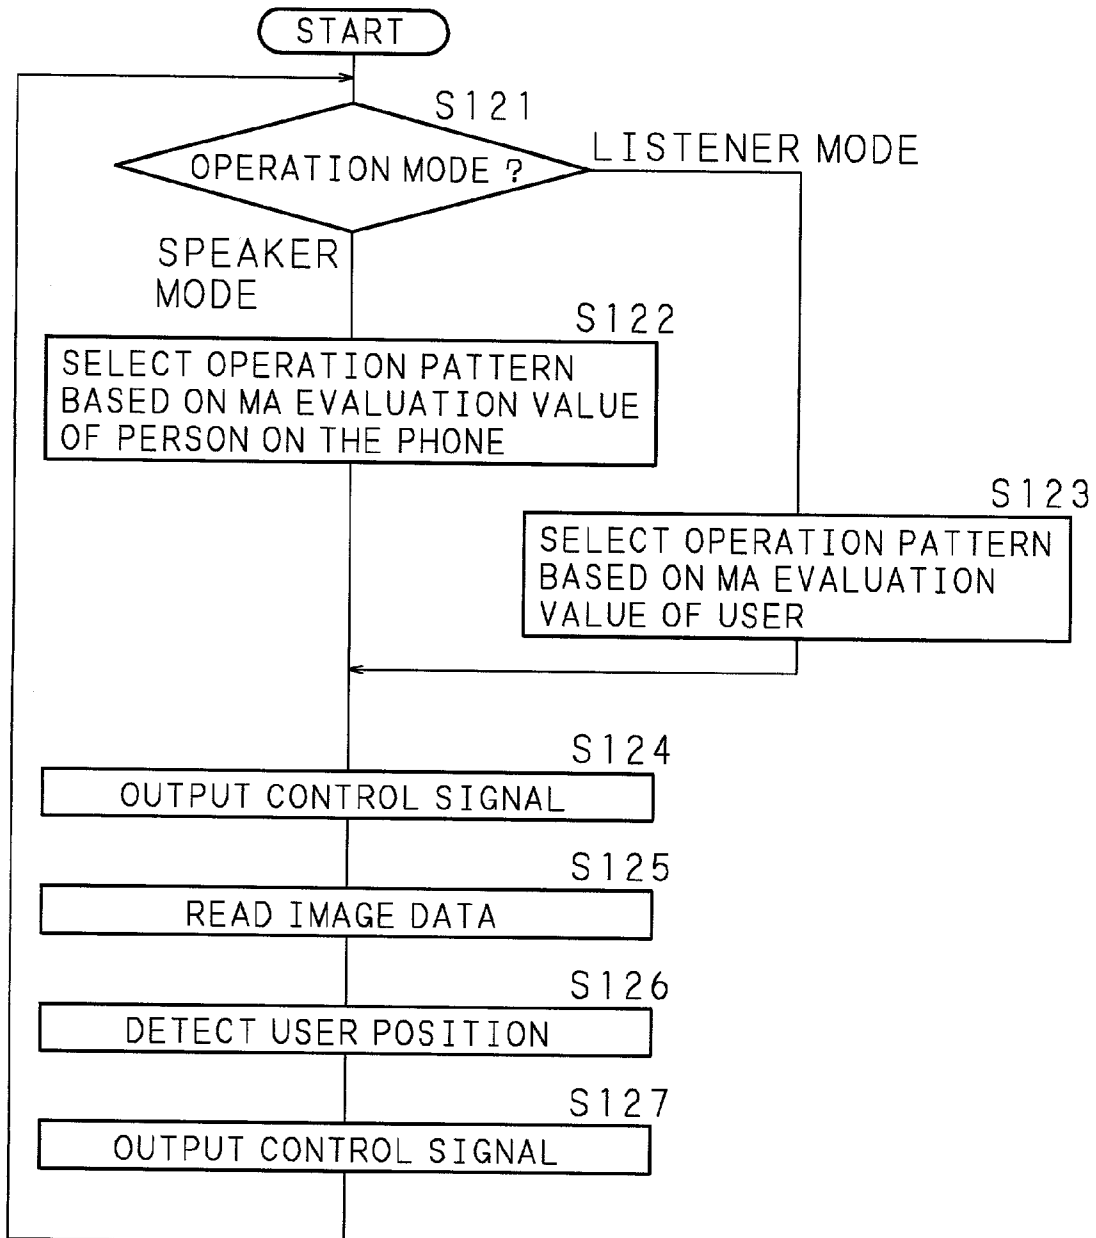 START
S121
OPERATION MODE ?
LISTENER MODE
SPEAKER
MODE
S122
SELECT OPERATION PATTERN
BASED ON MA EVALUATION VALUE
OF PERSON ON THE PHONE
S123
SELECT OPERATION PATTERN
BASED ON MA EVALUATION
VALUE OF USER
S124
OUTPUT CONTROL SIGNAL
S125
READ IMAGE DATA
S126
DETECT USER POSITION
S127
OUTPUT CONTROL SIGNAL